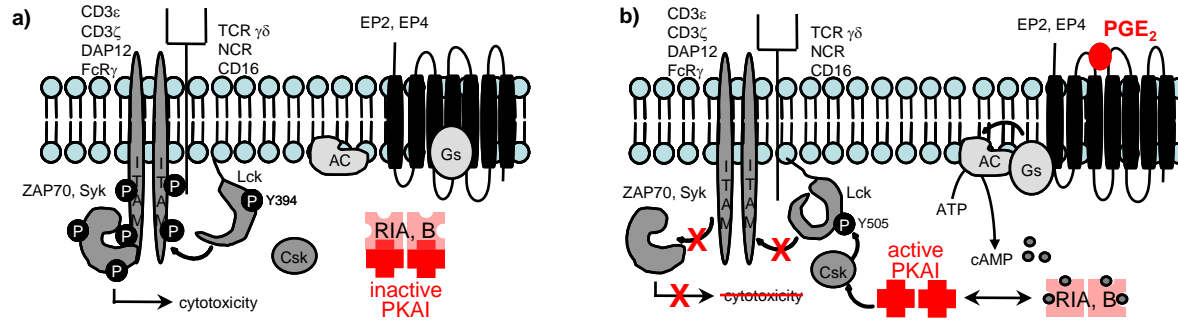 a)
CD3ε
CD3ζ
DAP12
FcRγ
TCR γδ
NCR
CD16
EP2, EP4
ITAM
ITAM
AC
Gs
ZAP70, Syk
P
P
P
P
P
P
P
Lck
P
Y394
Csk
RIA, B
inactive
PKAI
cytotoxicity
b)
CD3ε
CD3ζ
DAP12
FcRγ
TCR γδ
NCR
CD16
EP2, EP4
PGE₂
ITAM
ITAM
AC
Gs
ZAP70, Syk
Lck
P
Y505
ATP
X
X
Csk
active
PKAI
cAMP
X
cytotoxicity
RIA, B